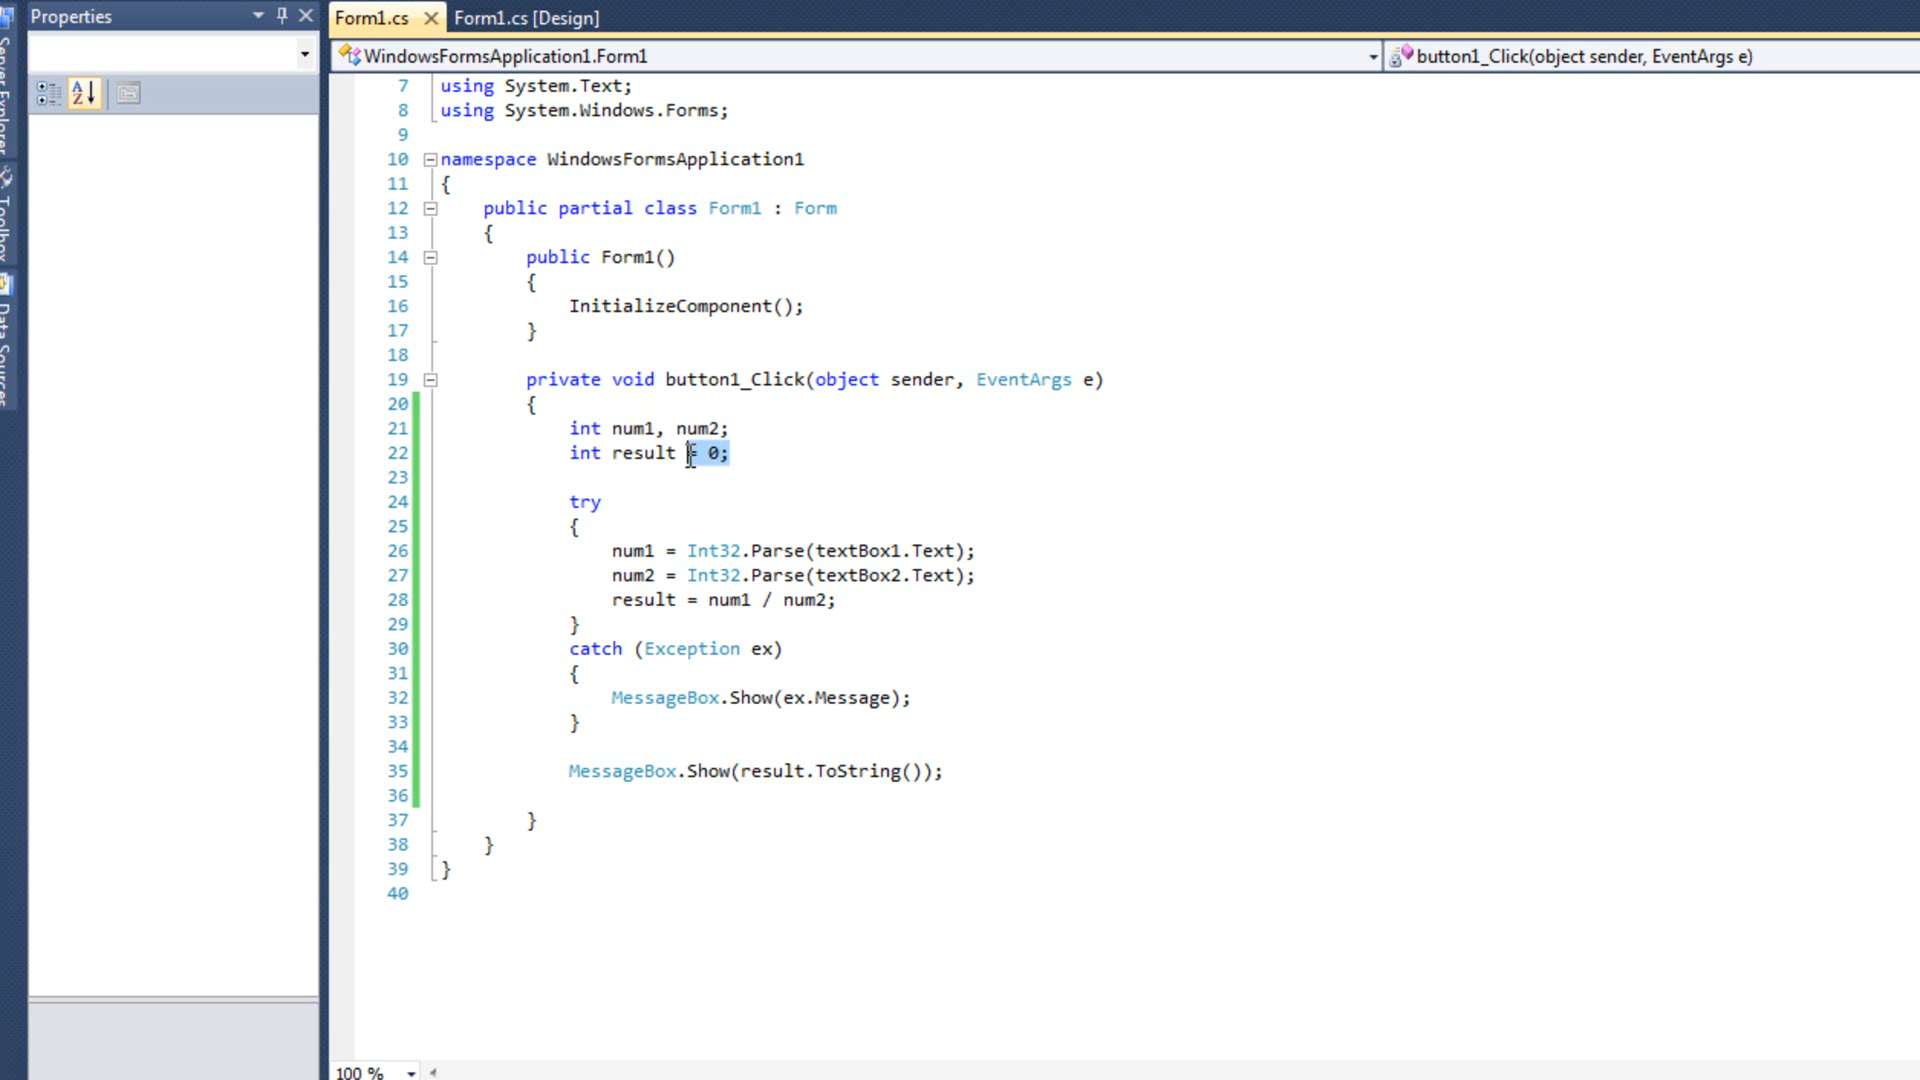 Properties
Form1.cs
Form1.cs [Design]
WindowsFormsApplication1.Form1
button1_Click(object sender, EventArgs e)
Server Explorer
Toolbox
Data Sources
7 using System.Text;
8 using System.Windows.Forms;
9
10 namespace WindowsFormsApplication1
11 {
12 public partial class Form1 : Form
13 {
14 public Form1()
15 {
16 InitializeComponent();
17 }
18
19 private void button1_Click(object sender, EventArgs e)
20 {
21 int num1, num2;
22 int result = 0;
23
24 try
25 {
26 num1 = Int32.Parse(textBox1.Text);
27 num2 = Int32.Parse(textBox2.Text);
28 result = num1 / num2;
29 }
30 catch (Exception ex)
31 {
32 MessageBox.Show(ex.Message);
33 }
34
35 MessageBox.Show(result.ToString());
36
37 }
38 }
39 }
40
100 %